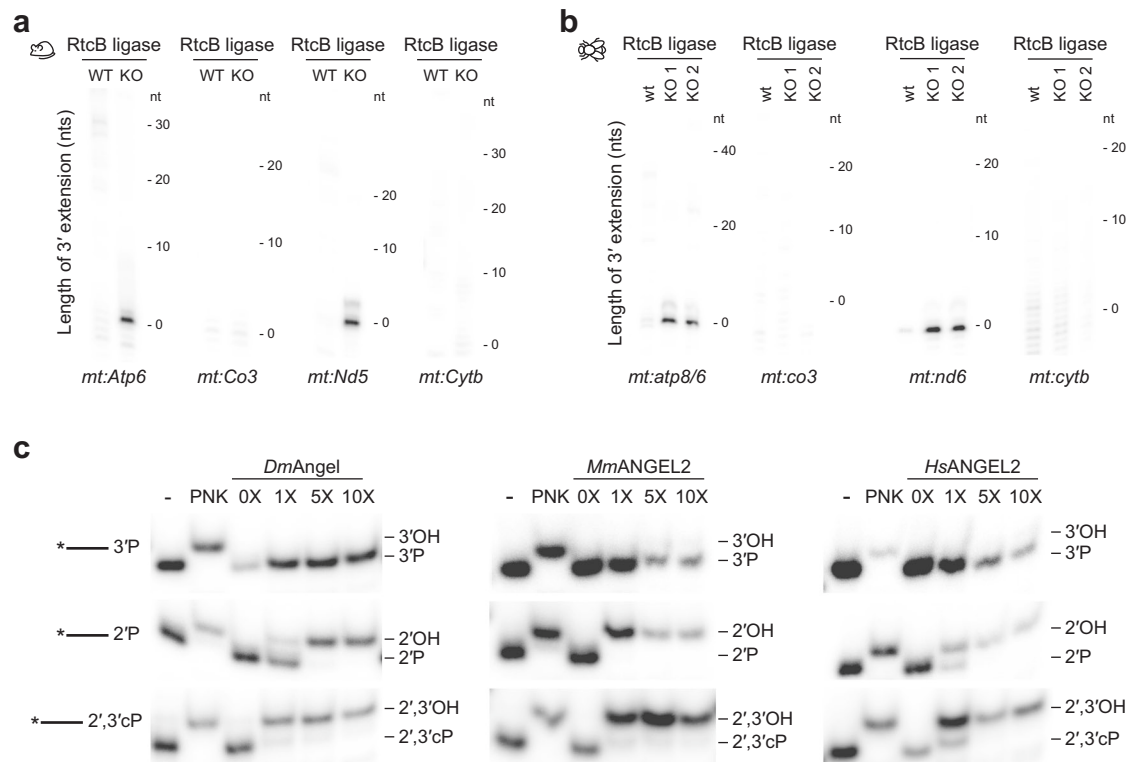 a
RtcB ligase RtcB ligase RtcB ligase RtcB ligase
WT KO WT KO WT KO WT KO
Length of 3′ extension (nts)
nt nt nt nt
- 30
- 20
- 10
- 0
- 20
- 10
- 0
- 20
- 10
- 0
- 30
- 20
- 10
- 0
mt:Atp6 mt:Co3 mt:Nd5 mt:Cytb
b
RtcB ligase RtcB ligase RtcB ligase RtcB ligase
wt KO 1 KO 2 wt KO 1 KO 2 wt KO 1 KO 2 wt KO 1 KO 2
Length of 3′ extension (nts)
nt nt nt nt
- 40
- 20
- 0
- 20
- 10
- 0
- 20
- 10
- 0
- 20
- 10
- 0
mt:atp8/6 mt:co3 mt:nd6 mt:cytb
c
DmAngel MmANGEL2 HsANGEL2
- PNK 0X 1X 5X 10X - PNK 0X 1X 5X 10X - PNK 0X 1X 5X 10X
* 3′P
– 3′OH – 3′OH – 3′OH
– 3′P – 3′P – 3′P
* 2′P
– 2′OH – 2′OH – 2′OH
– 2′P – 2′P – 2′P
* 2′,3′cP
– 2′,3′OH – 2′,3′OH – 2′,3′OH
– 2′,3′cP – 2′,3′cP – 2′,3′cP